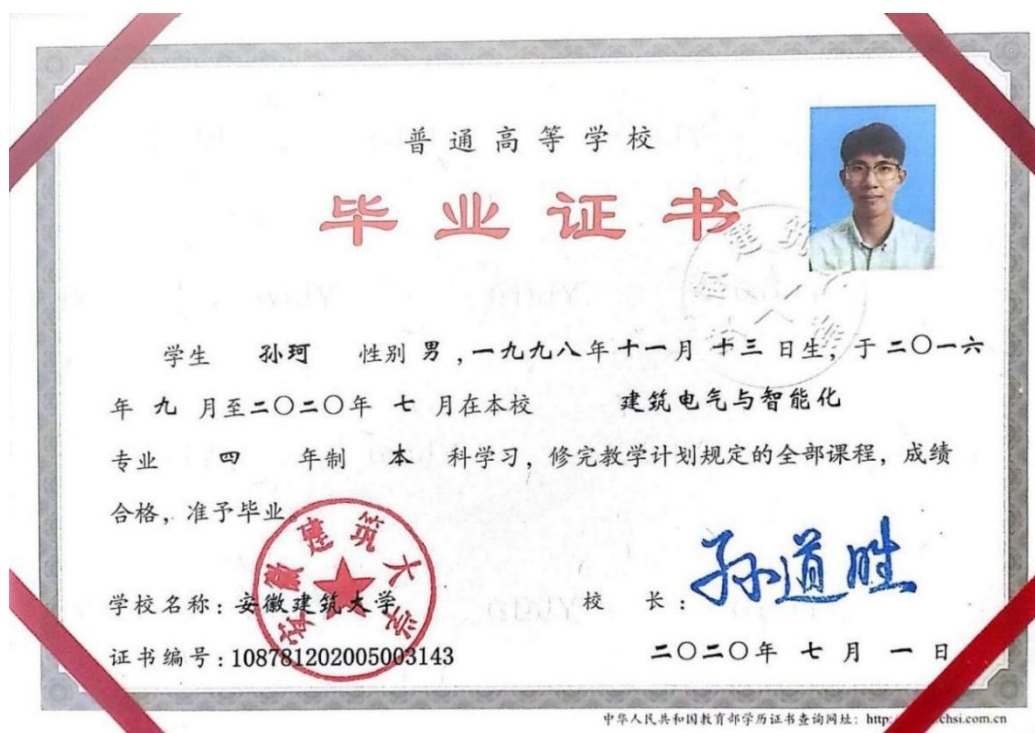 普通高等学校
毕业证书
学生 孙珂 性别 男，一九九八年十一月 十三 日生，于二〇一六
年 九 月至二〇二〇年 七 月在本校 建筑电气与智能化
专业 四 年制 本 科学习，修完教学计划规定的全部课程，成绩
合格，准予毕业。
安徽建筑大学
学校名称：安徽建筑大学
校 长：孙道胜
证书编号：108781202005003143
二〇二〇年 七 月 一 日
中华人民共和国教育部学历证书查询网址：http: chsi.com.cn